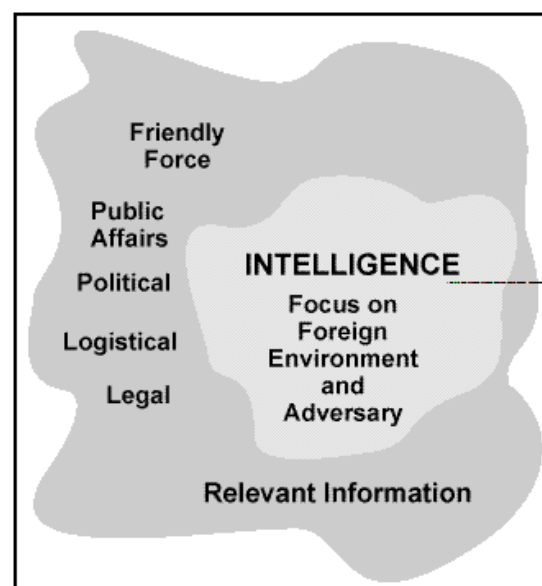 Friendly
Force
Public
Affairs
Political
Logistical
Legal
INTELLIGENCE
Focus on
Foreign
Environment
and
Adversary
Relevant Information